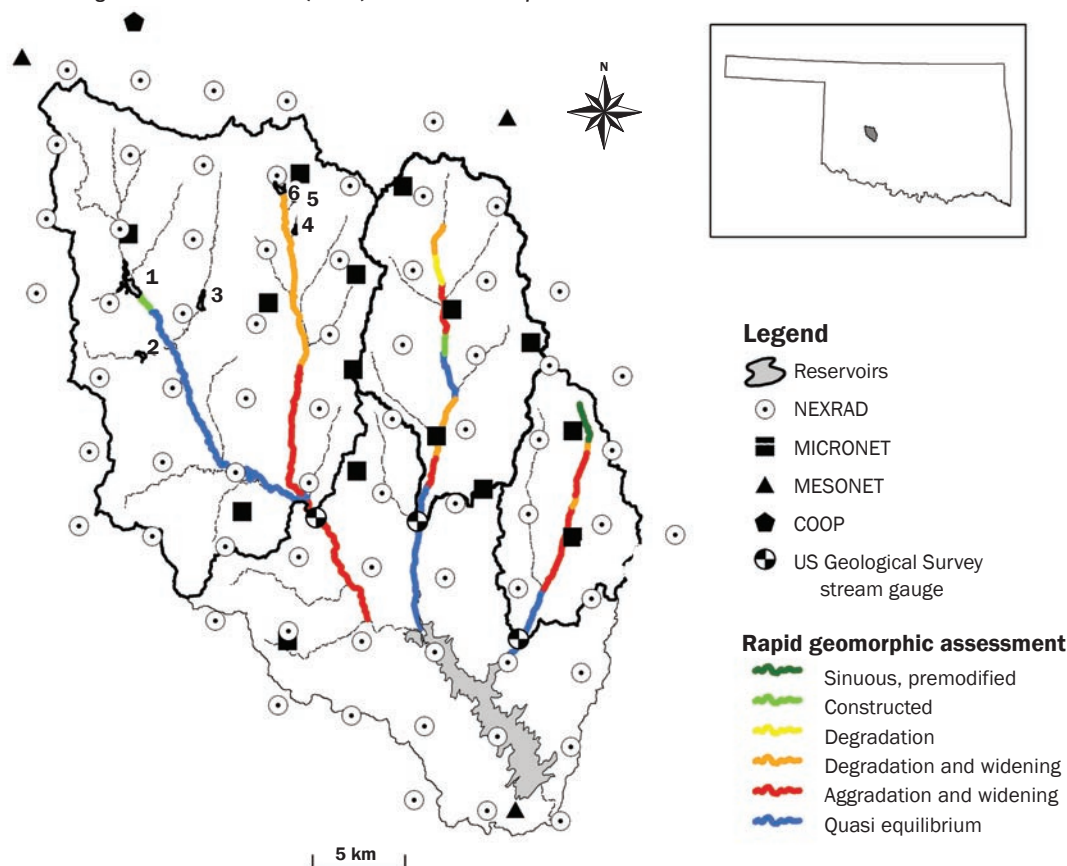 N
1
2
3
4
5
6
5 km
Legend
Reservoirs
NEXRAD
MICRONET
MESONET
COOP
US Geological Survey
stream gauge
Rapid geomorphic assessment
Sinuous, premodified
Constructed
Degradation
Degradation and widening
Aggradation and widening
Quasi equilibrium